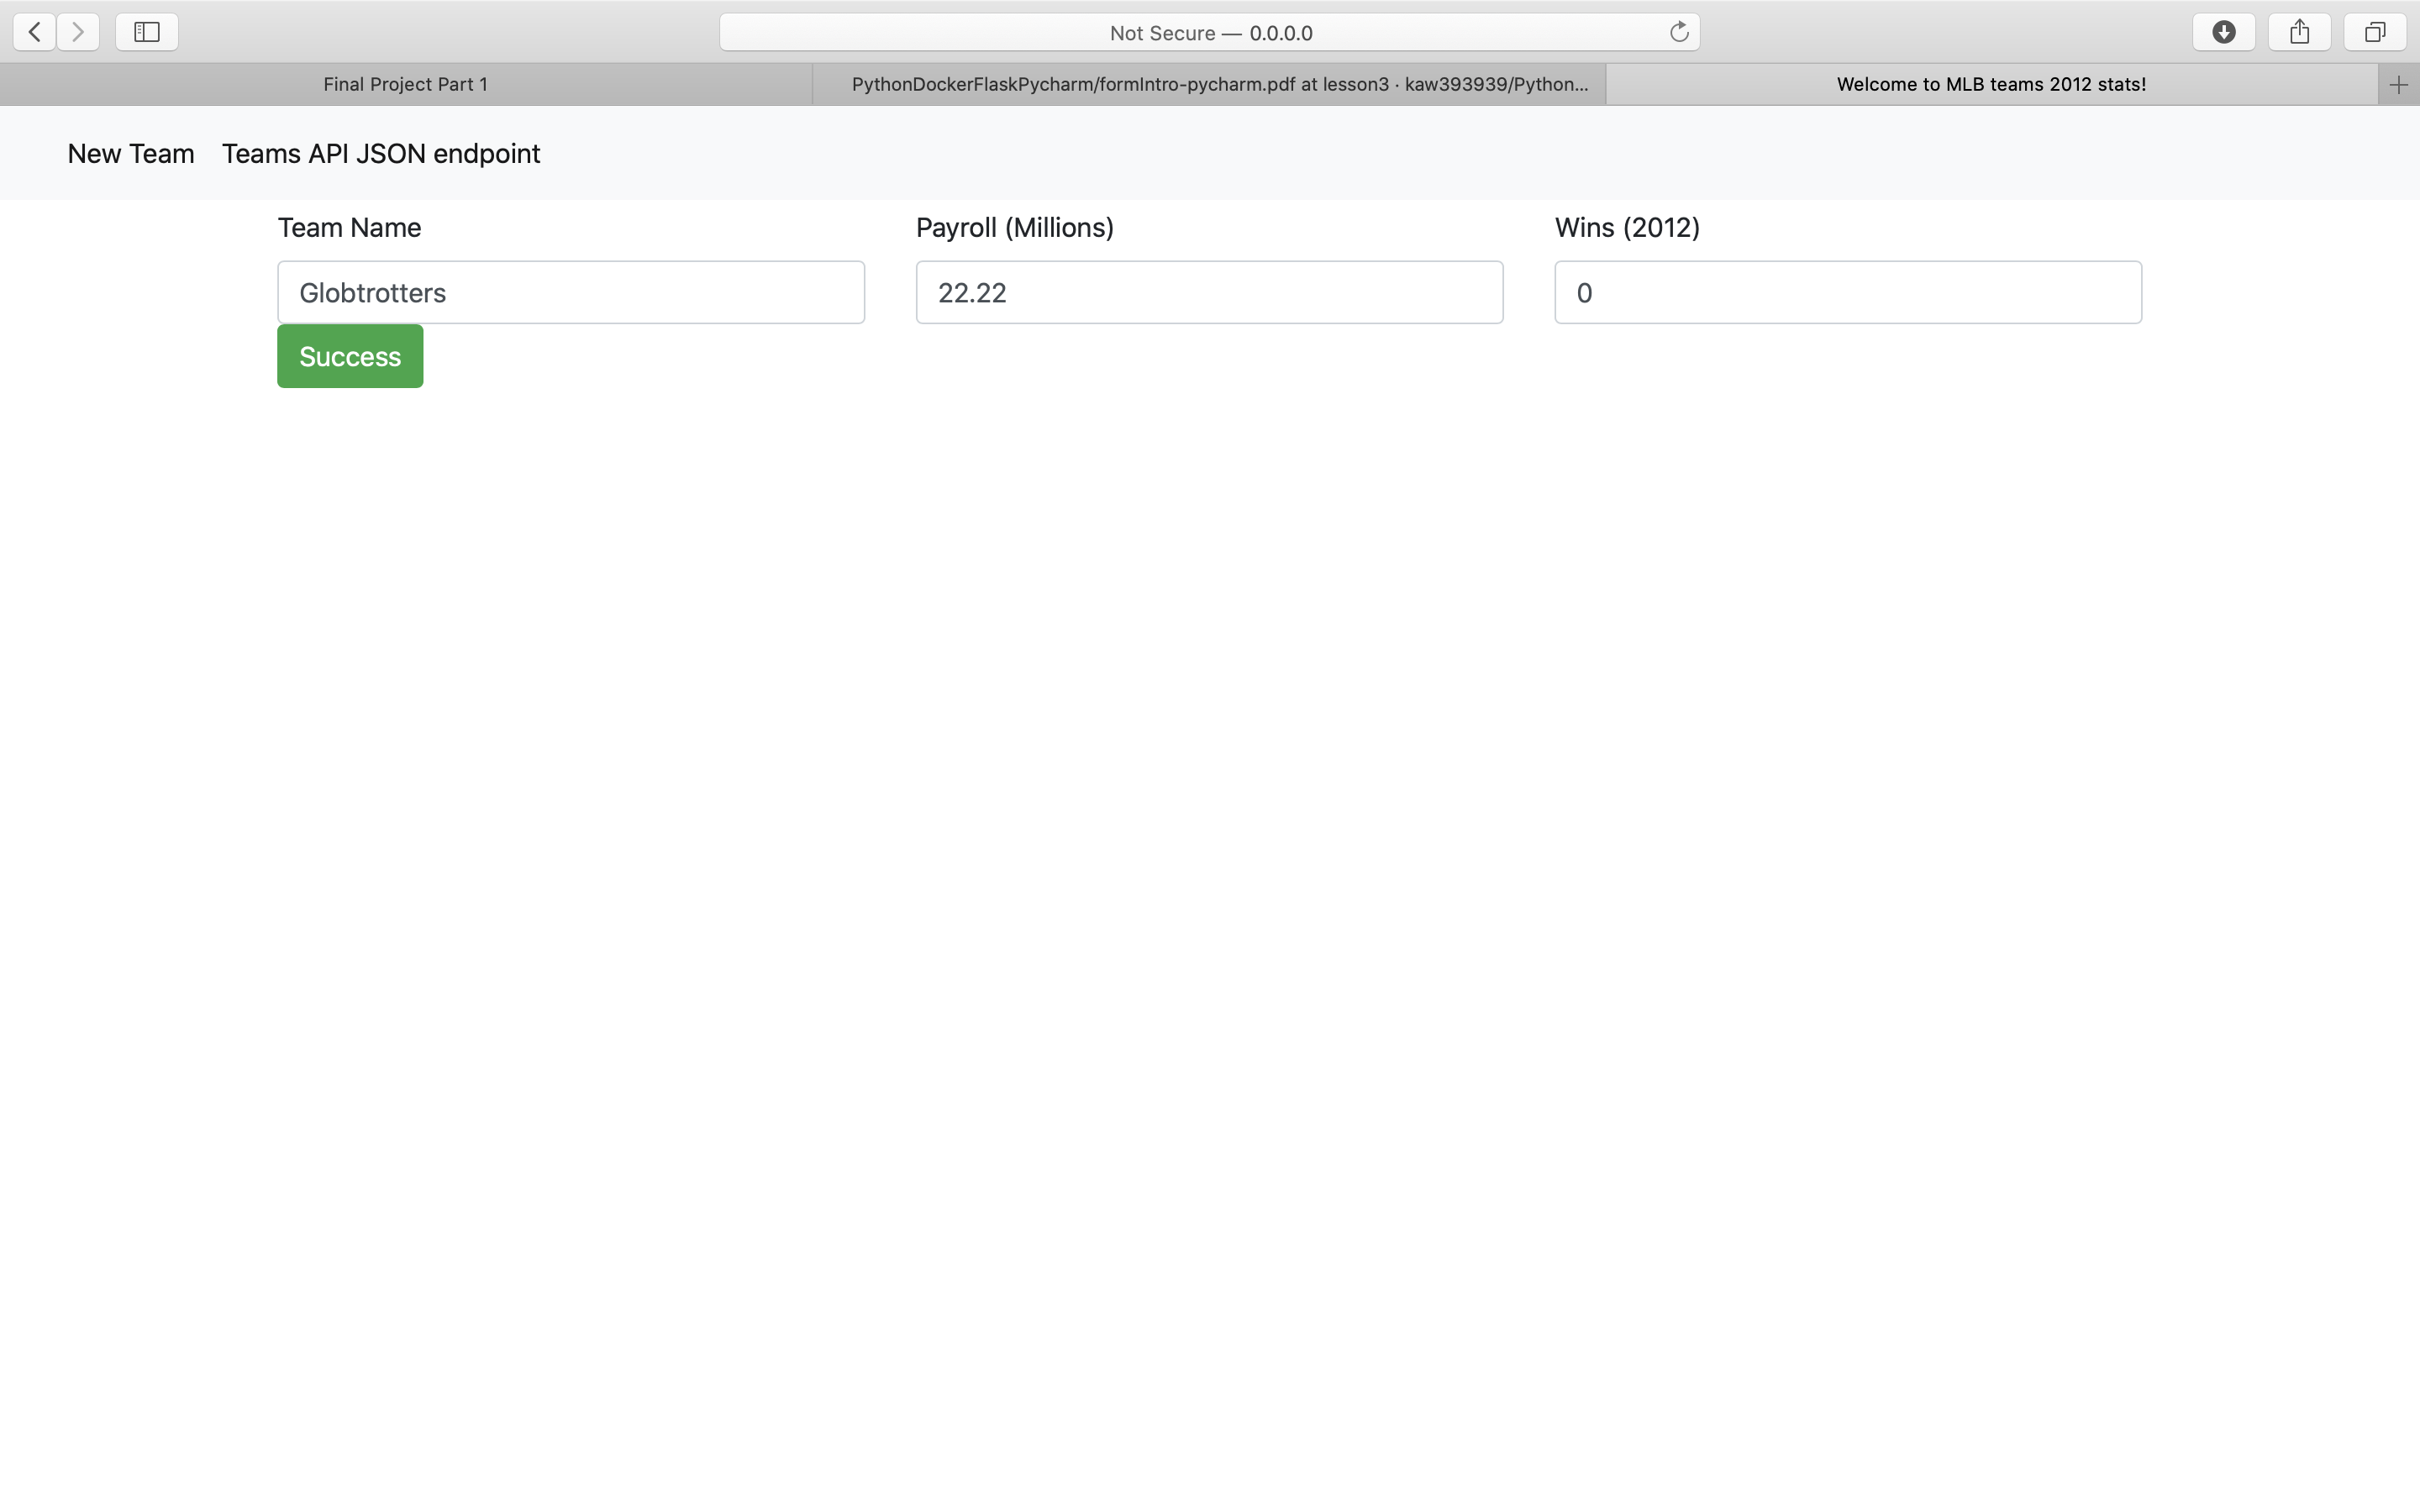 Not Secure — 0.0.0.0
Final Project Part 1
PythonDockerFlaskPycharm/formIntro-pycharm.pdf at lesson3 · kaw393939/Python...
Welcome to MLB teams 2012 stats!
New Team
Teams API JSON endpoint
Team Name
Payroll (Millions)
Wins (2012)
Globtrotters
22.22
0
Success